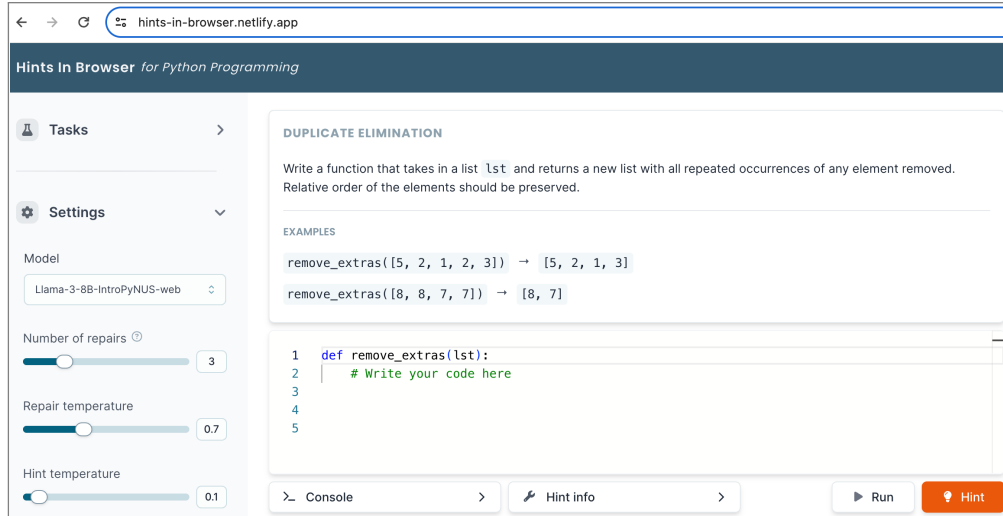 hints-in-browser.netlify.app
Hints In Browser for Python Programming
Tasks
Settings
Model
Llama-3-8B-IntroPyNUS-web
Number of repairs
3
Repair temperature
0.7
Hint temperature
0.1
DUPLICATE ELIMINATION
Write a function that takes in a list lst and returns a new list with all repeated occurrences of any element removed.
Relative order of the elements should be preserved.
EXAMPLES
remove_extras([5, 2, 1, 2, 3]) → [5, 2, 1, 3]
remove_extras([8, 8, 7, 7]) → [8, 7]
1 def remove_extras(lst):
2 # Write your code here
3
4
5
Console
Hint info
Run
Hint